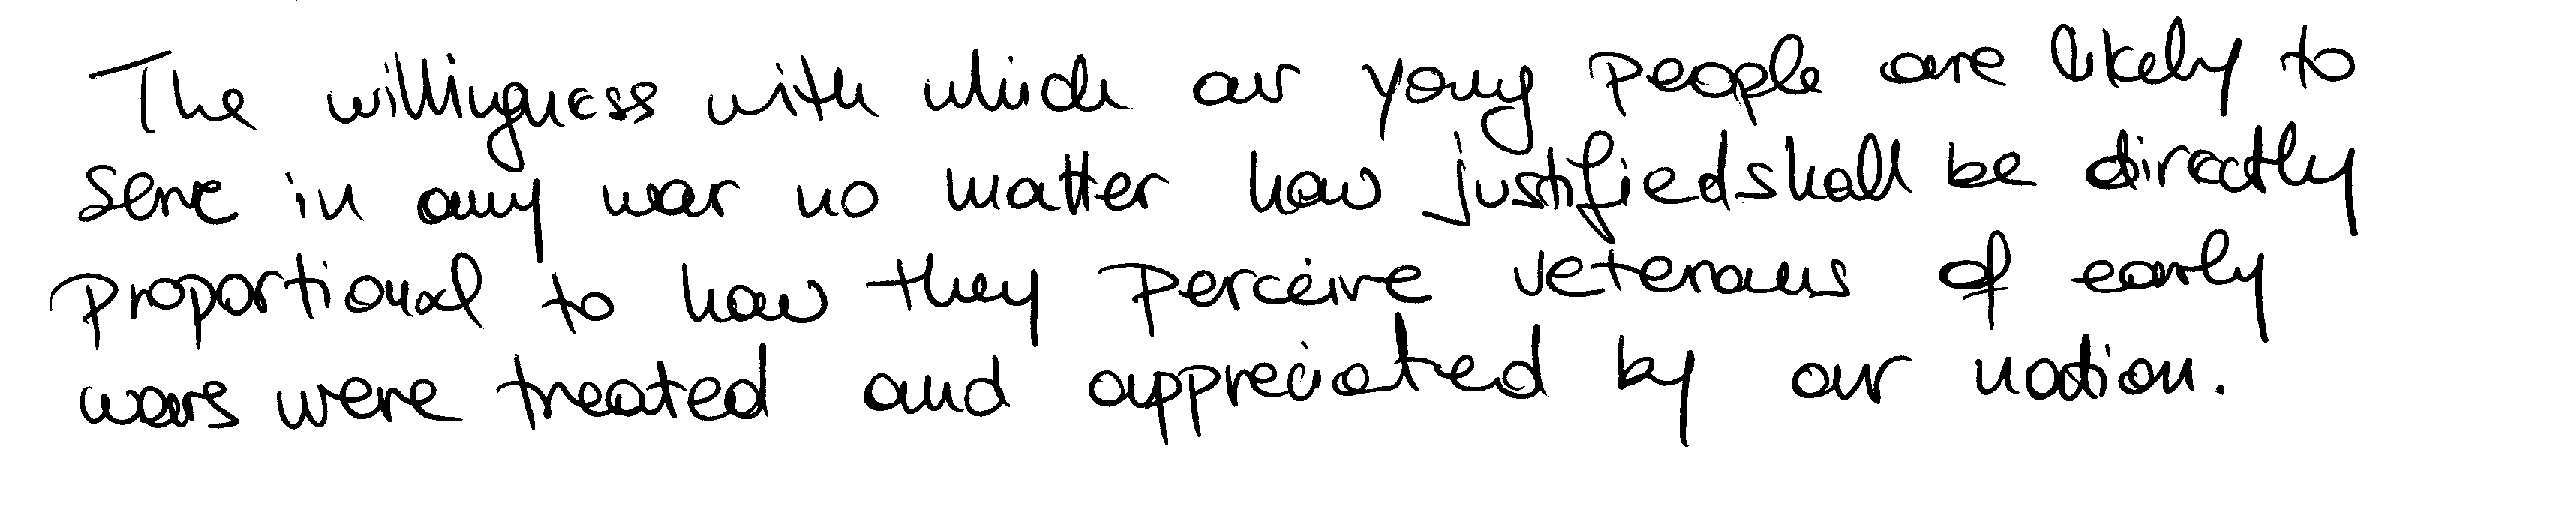 The willingness with which our young people are likely to
serve in any war no matter how justified shall be directly
proportional to how they perceive veterans of early
wars were treated and appreciated by our nation.